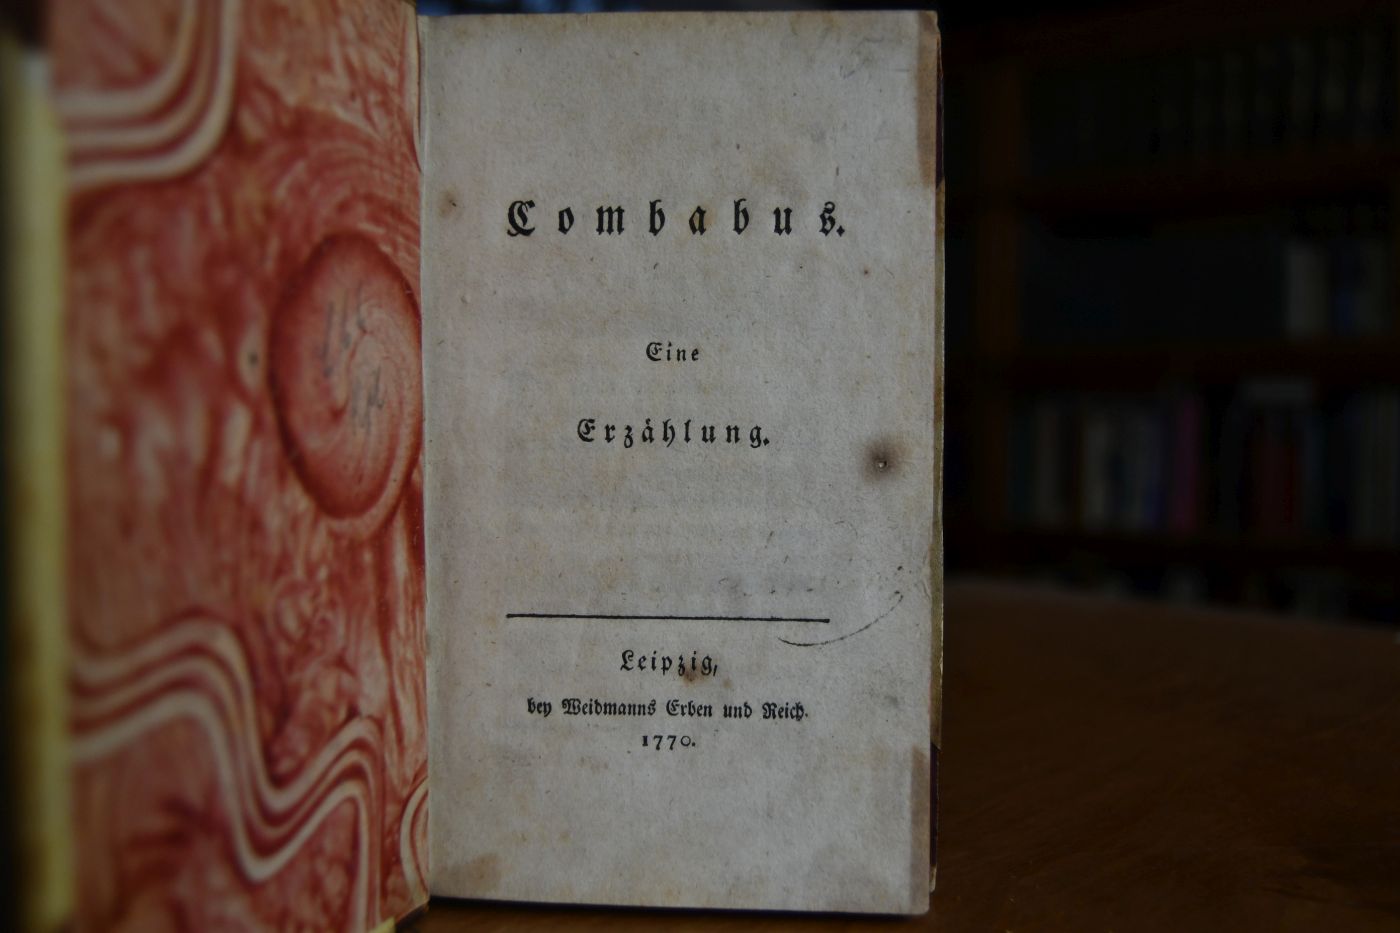 Combabus.
Eine
Erzählung.
Leipzig,
bey Weidmanns Erben und Reich.
1770.